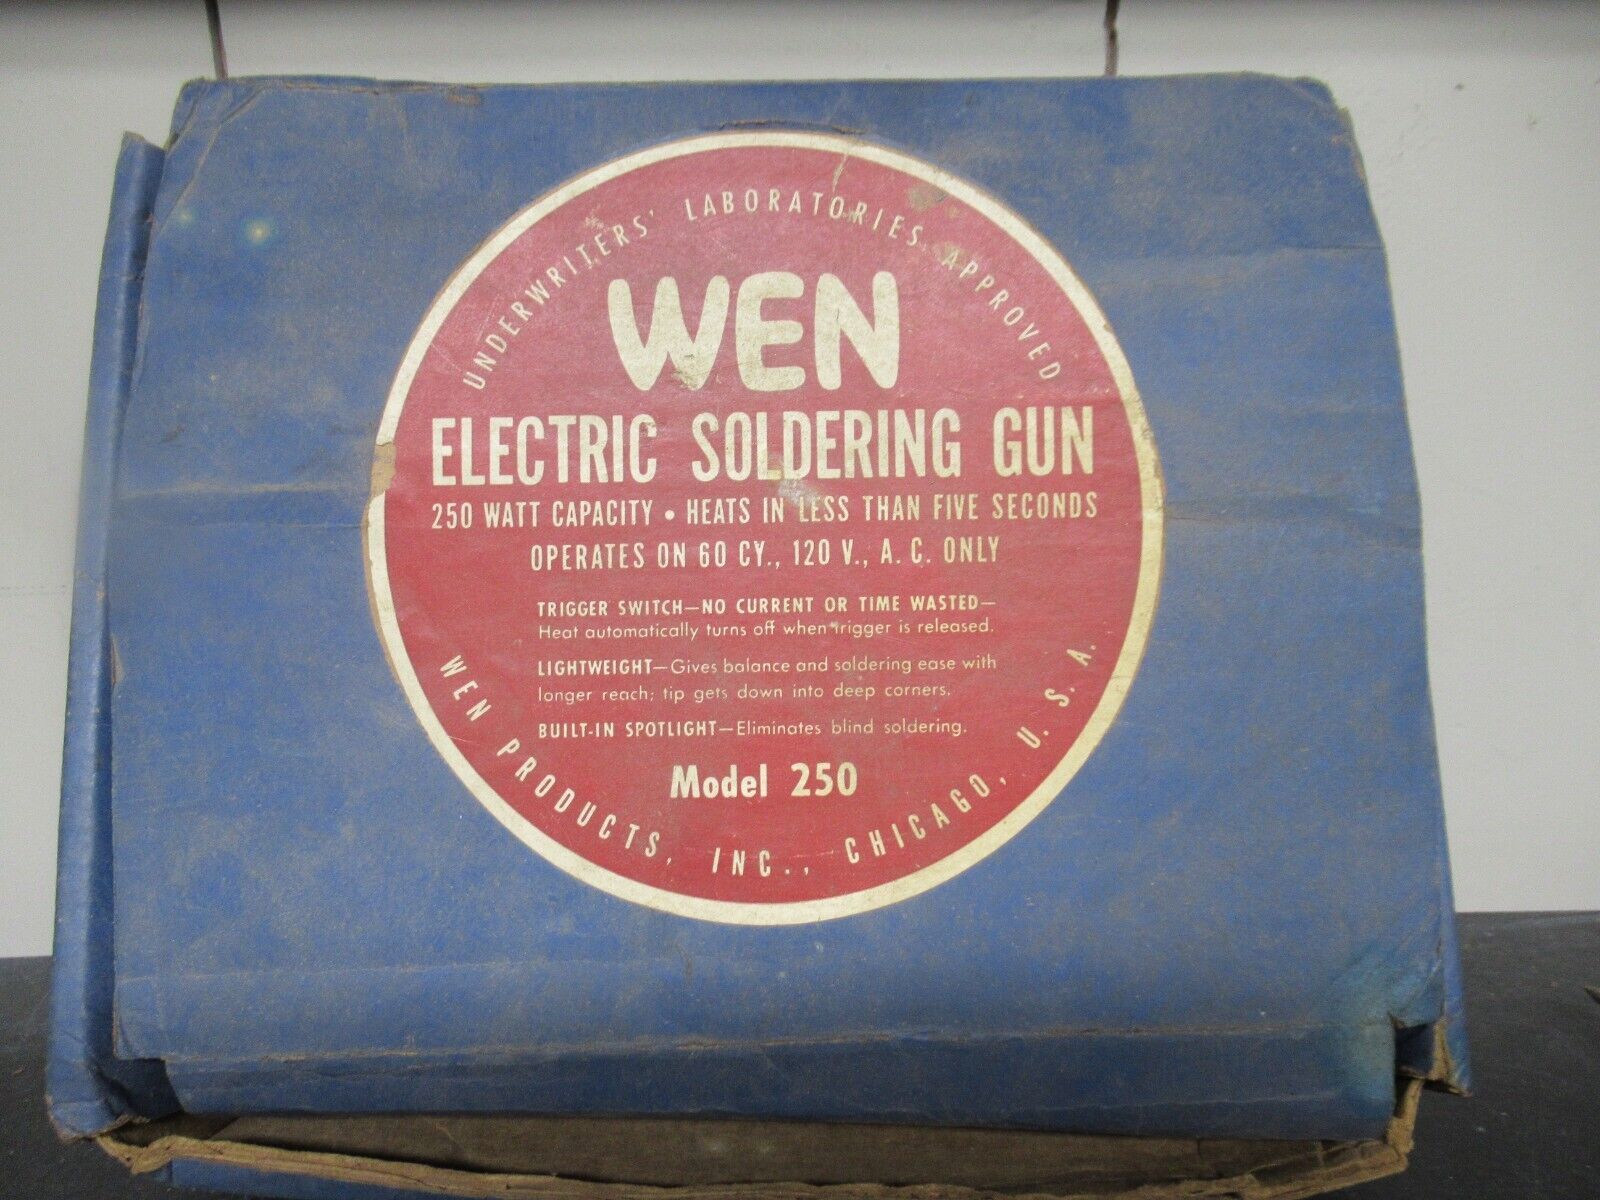 UNDERWRITERS' LABORATORIES APPROVED
WEN
ELECTRIC SOLDERING GUN
250 WATT CAPACITY • HEATS IN LESS THAN FIVE SECONDS
OPERATES ON 60 CY., 120 V., A. C. ONLY
TRIGGER SWITCH—NO CURRENT OR TIME WASTED—
Heat automatically turns off when trigger is released.
LIGHTWEIGHT—Gives balance and soldering ease with
longer reach; tip gets down into deep corners.
BUILT-IN SPOTLIGHT—Eliminates blind soldering.
Model 250
WEN PRODUCTS, INC., CHICAGO, U. S. A.